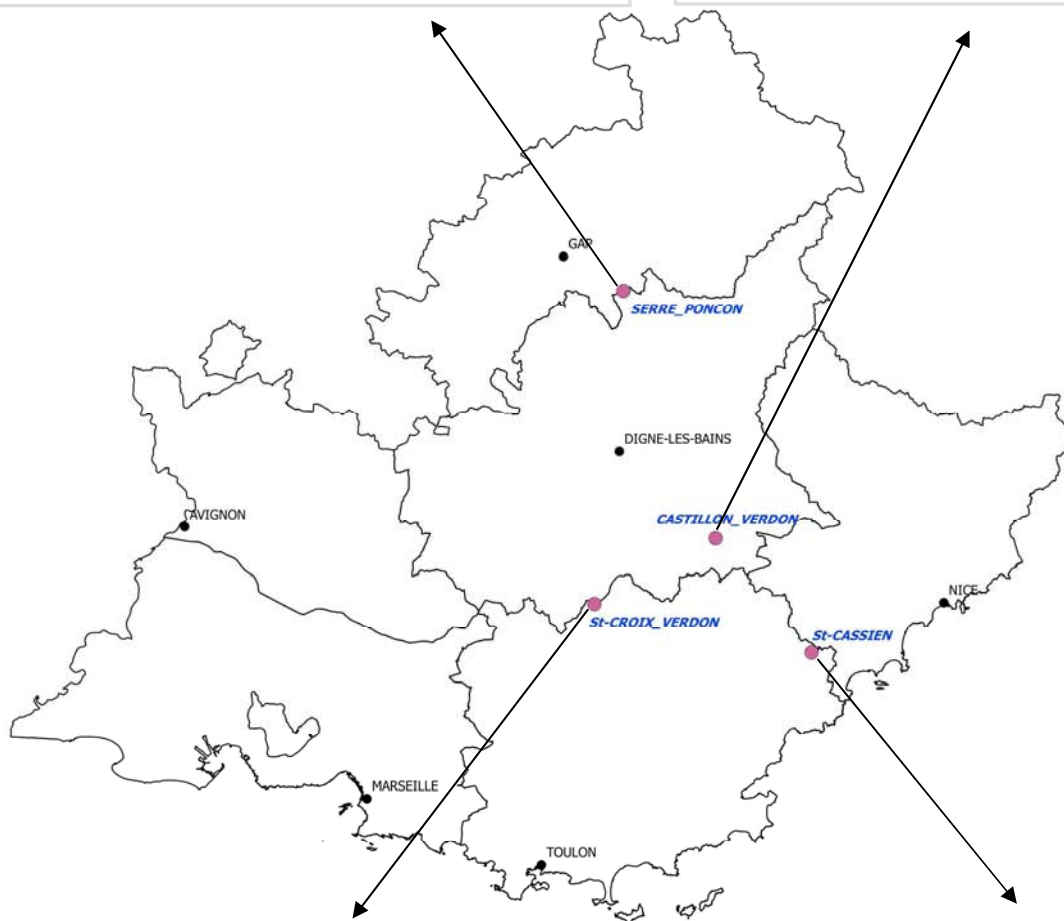 GAP
SERRE_PONCON
DIGNE-LES-BAINS
AVIGNON
CASTILLON_VERDON
NICE
St-CROIX_VERDON
St-CASSIEN
MARSEILLE
TOULON